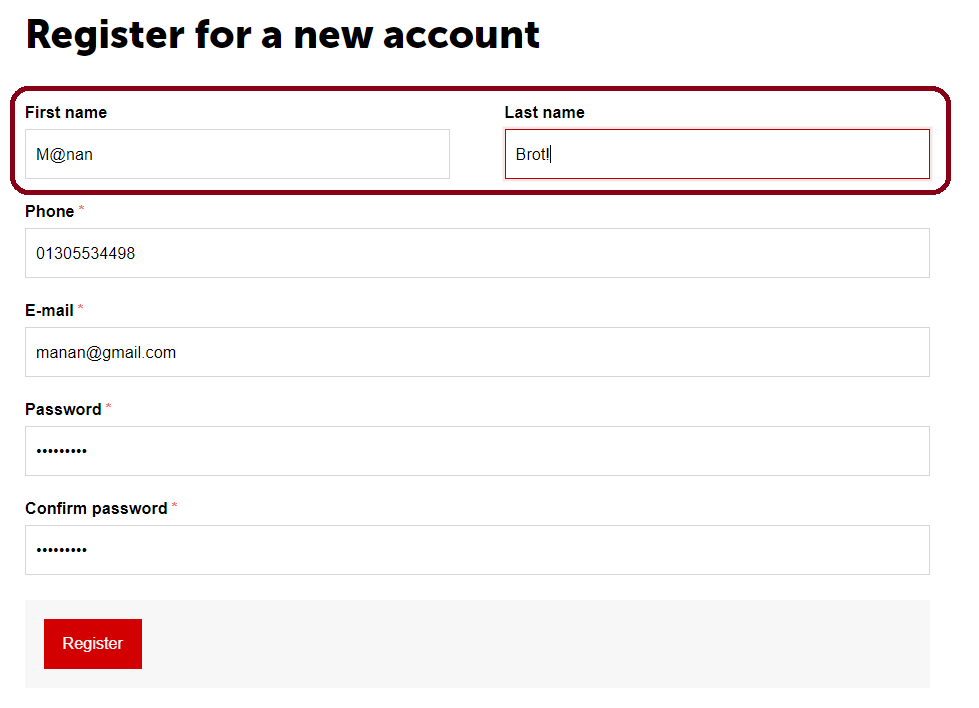 Register for a new account
First name Last name
M@nan Brot!
Phone *
01305534498
E-mail *
manan@gmail.com
Password *
•••••••••
Confirm password *
•••••••••
Register